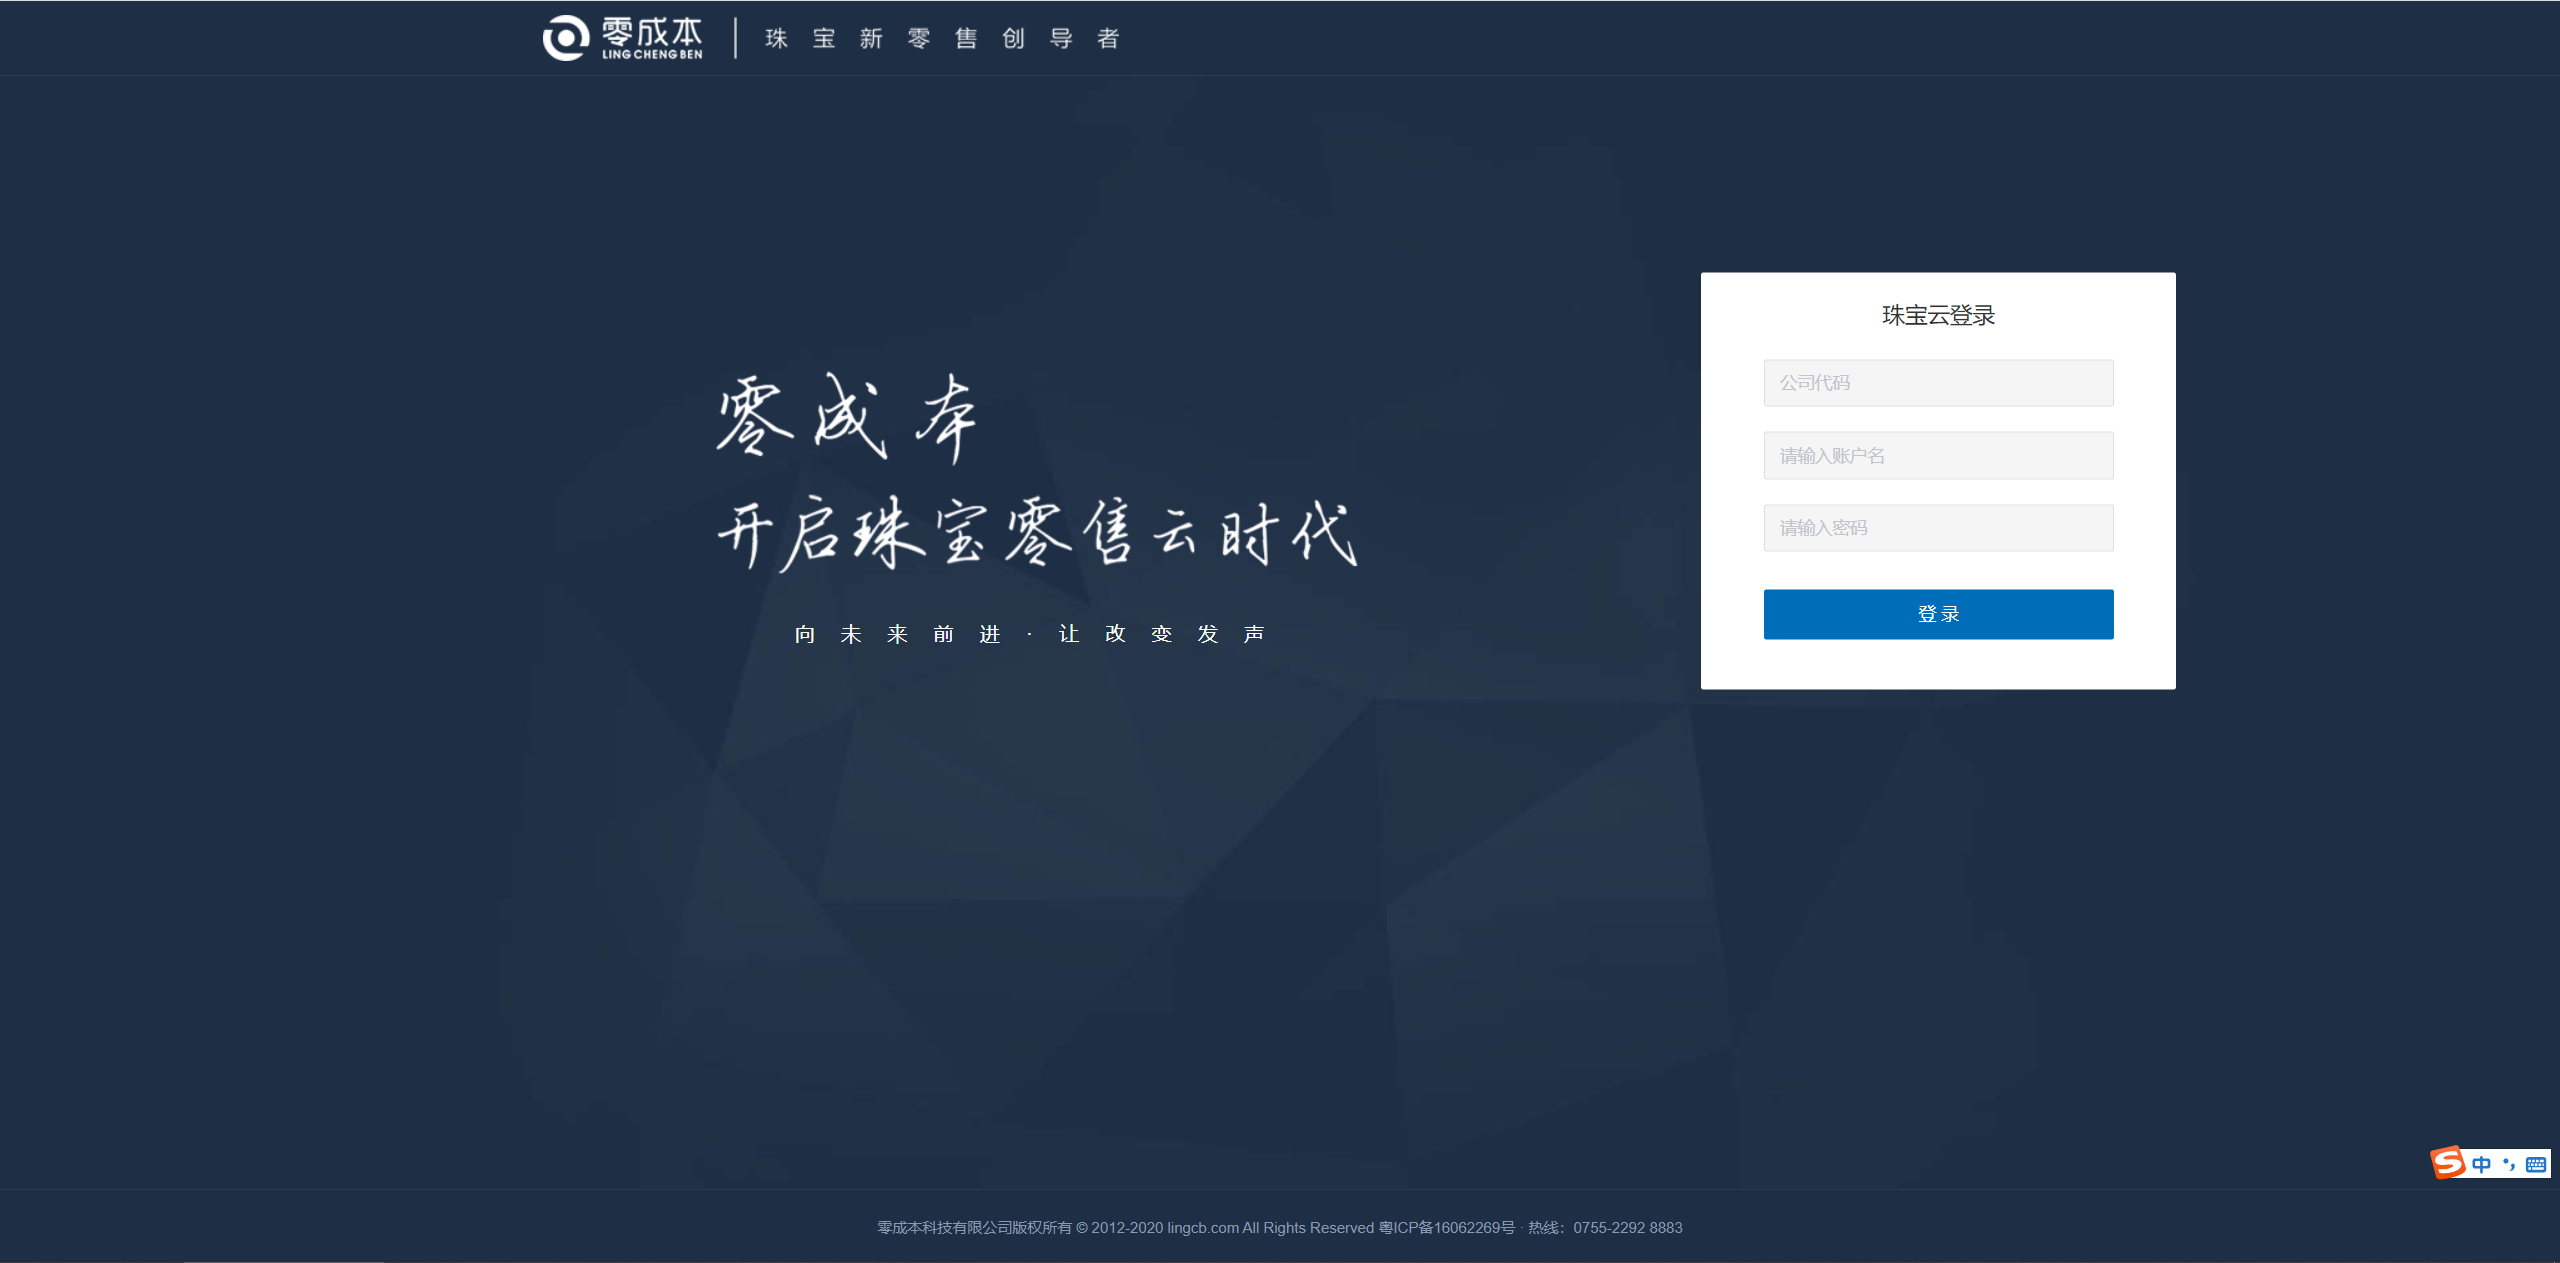 零成本
LING CHENG BEN
珠宝新零售创导者
零成本
开启珠宝零售云时代
向未来前进·让改变发声
珠宝云登录
公司代码
请输入账户名
请输入密码
登录
S中
零成本科技有限公司版权所有 © 2012-2020 lingcb.com All Rights Reserved 粤ICP备16062269号 · 热线：0755-2292 8883